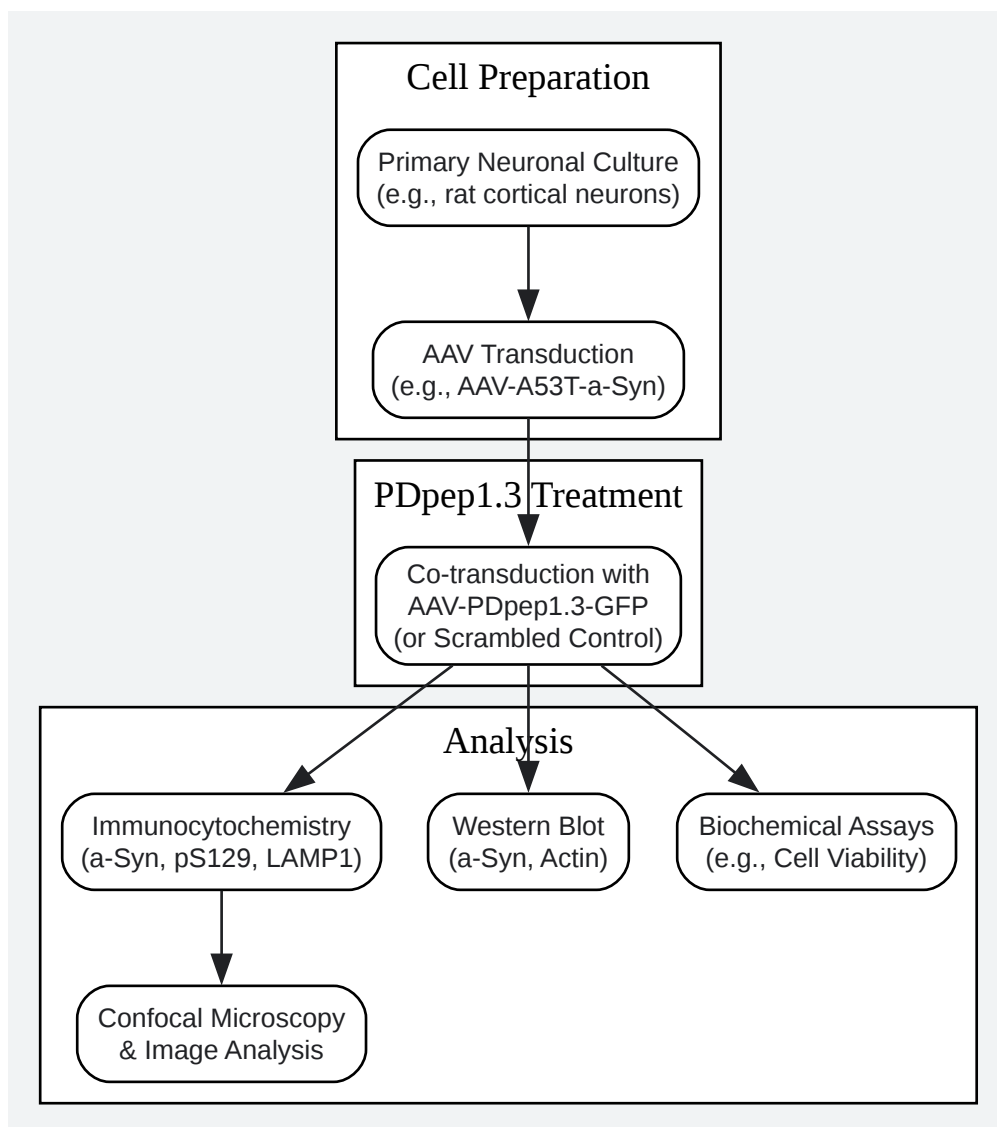 Cell Preparation
Primary Neuronal Culture
(e.g., rat cortical neurons)
AAV Transduction
(e.g., AAV-A53T-a-Syn)
PDpep1.3 Treatment
Co-transduction with
AAV-PDpep1.3-GFP
(or Scrambled Control)
Analysis
Immunocytochemistry
(a-Syn, pS129, LAMP1)
Western Blot
(a-Syn, Actin)
Biochemical Assays
(e.g., Cell Viability)
Confocal Microscopy
& Image Analysis